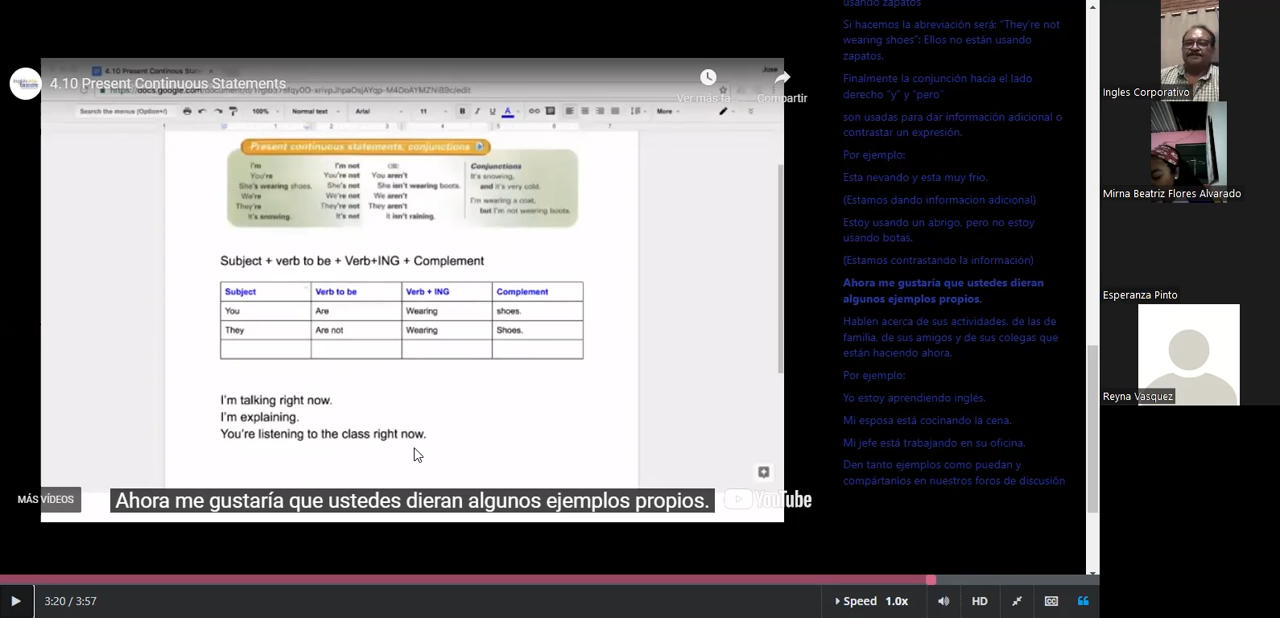 4.10 Present Continuous Statements
Ver más ta
Compartir
Search the menus (Option+/)
100%
Normal text
Arial
11
More
Present continuous statements, conjunctions
I'm I'm not OR: Conjunctions
You're You're not You aren't It's snowing,
She's wearing shoes. She's not She isn't wearing boots. and it's very cold.
We're We're not We aren't I'm wearing a coat,
They're They're not They aren't but I'm not wearing boots.
It's snowing. It's not It isn't raining.
Subject + verb to be + Verb+ING + Complement
Subject Verb to be Verb + ING Complement
You Are Wearing shoes.
They Are not Wearing Shoes.
I'm talking right now.
I'm explaining.
You're listening to the class right now.
MÁS VÍDEOS
Ahora me gustaría que ustedes dieran algunos ejemplos propios.
YouTube
3:20 / 3:57
Speed 1.0x
HD
usando zapatos
Si hacemos la abreviación será: "They're not
wearing shoes": Ellos no están usando
zapatos.
Finalmente la conjunción hacia el lado
derecho "y" y "pero"
son usadas para dar información adicional o
contrastar un expresión.
Por ejemplo:
Esta nevando y esta muy frio.
(Estamos dando informacion adicional)
Estoy usando un abrigo, pero no estoy
usando botas.
(Estamos contrastando la información)
Ahora me gustaría que ustedes dieran
algunos ejemplos propios.
Hablen acerca de sus actividades, de las de
familia, de sus amigos y de sus colegas que
están haciendo ahora.
Por ejemplo:
Yo estoy aprendiendo inglés.
Mi esposa está cocinando la cena.
Mi jefe está trabajando en su oficina.
Den tanto ejemplos como puedan y
compártanlos en nuestros foros de discusión
Ingles Corporativo
Mirna Beatriz Flores Alvarado
Esperanza Pinto
Reyna Vasquez